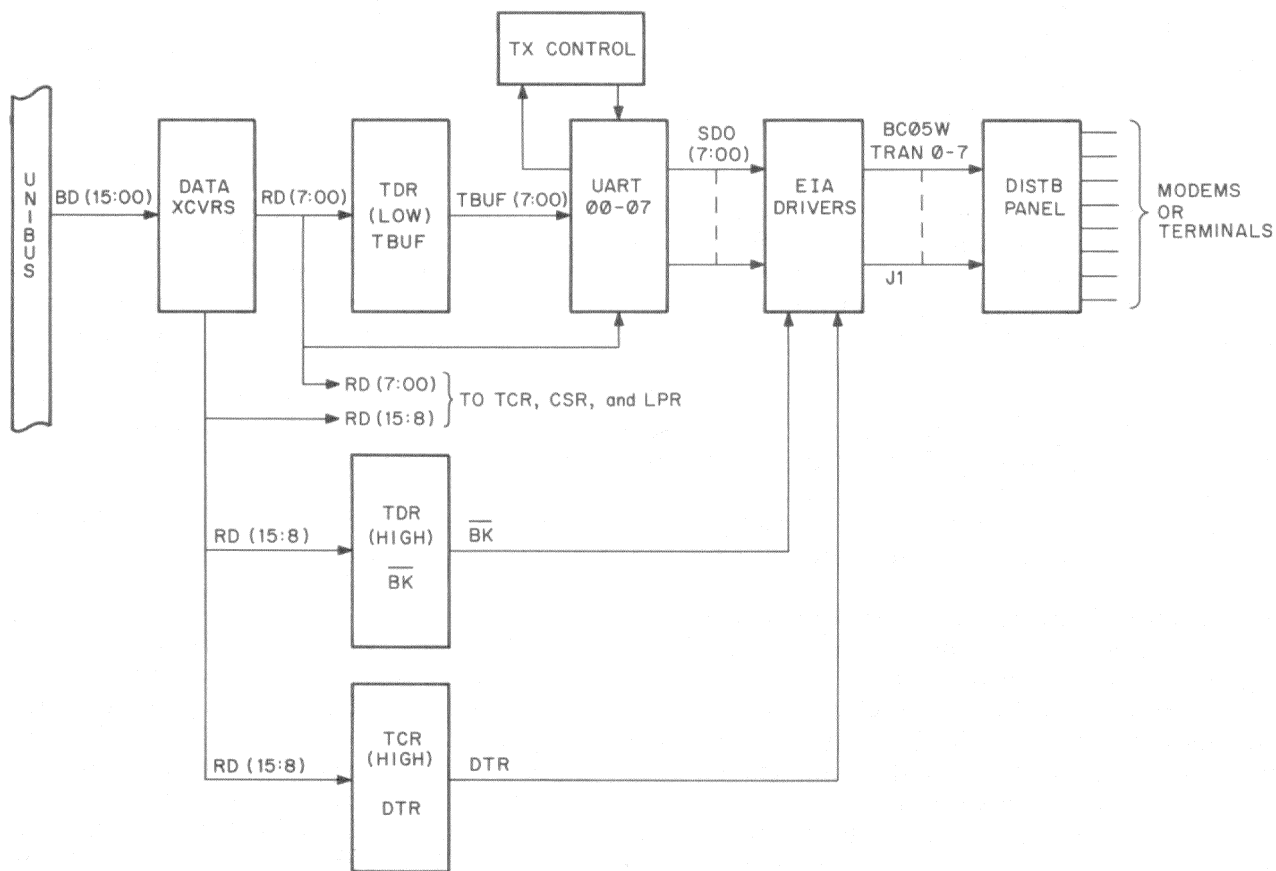 TX CONTROL
UNIBUS
BD (15:00)
DATA
XCVRS
RD (7:00)
TDR
(LOW)
TBUF
TBUF (7:00)
UART
00-07
SDO
(7:00)
EIA
DRIVERS
BC05W
TRAN 0-7
J1
DISTB
PANEL
MODEMS
OR
TERMINALS
RD (7:00)
RD (15:8)
TO TCR, CSR, and LPR
RD (15:8)
TDR
(HIGH)
B̅K̅
B̅K̅
RD (15:8)
TCR
(HIGH)
DTR
DTR